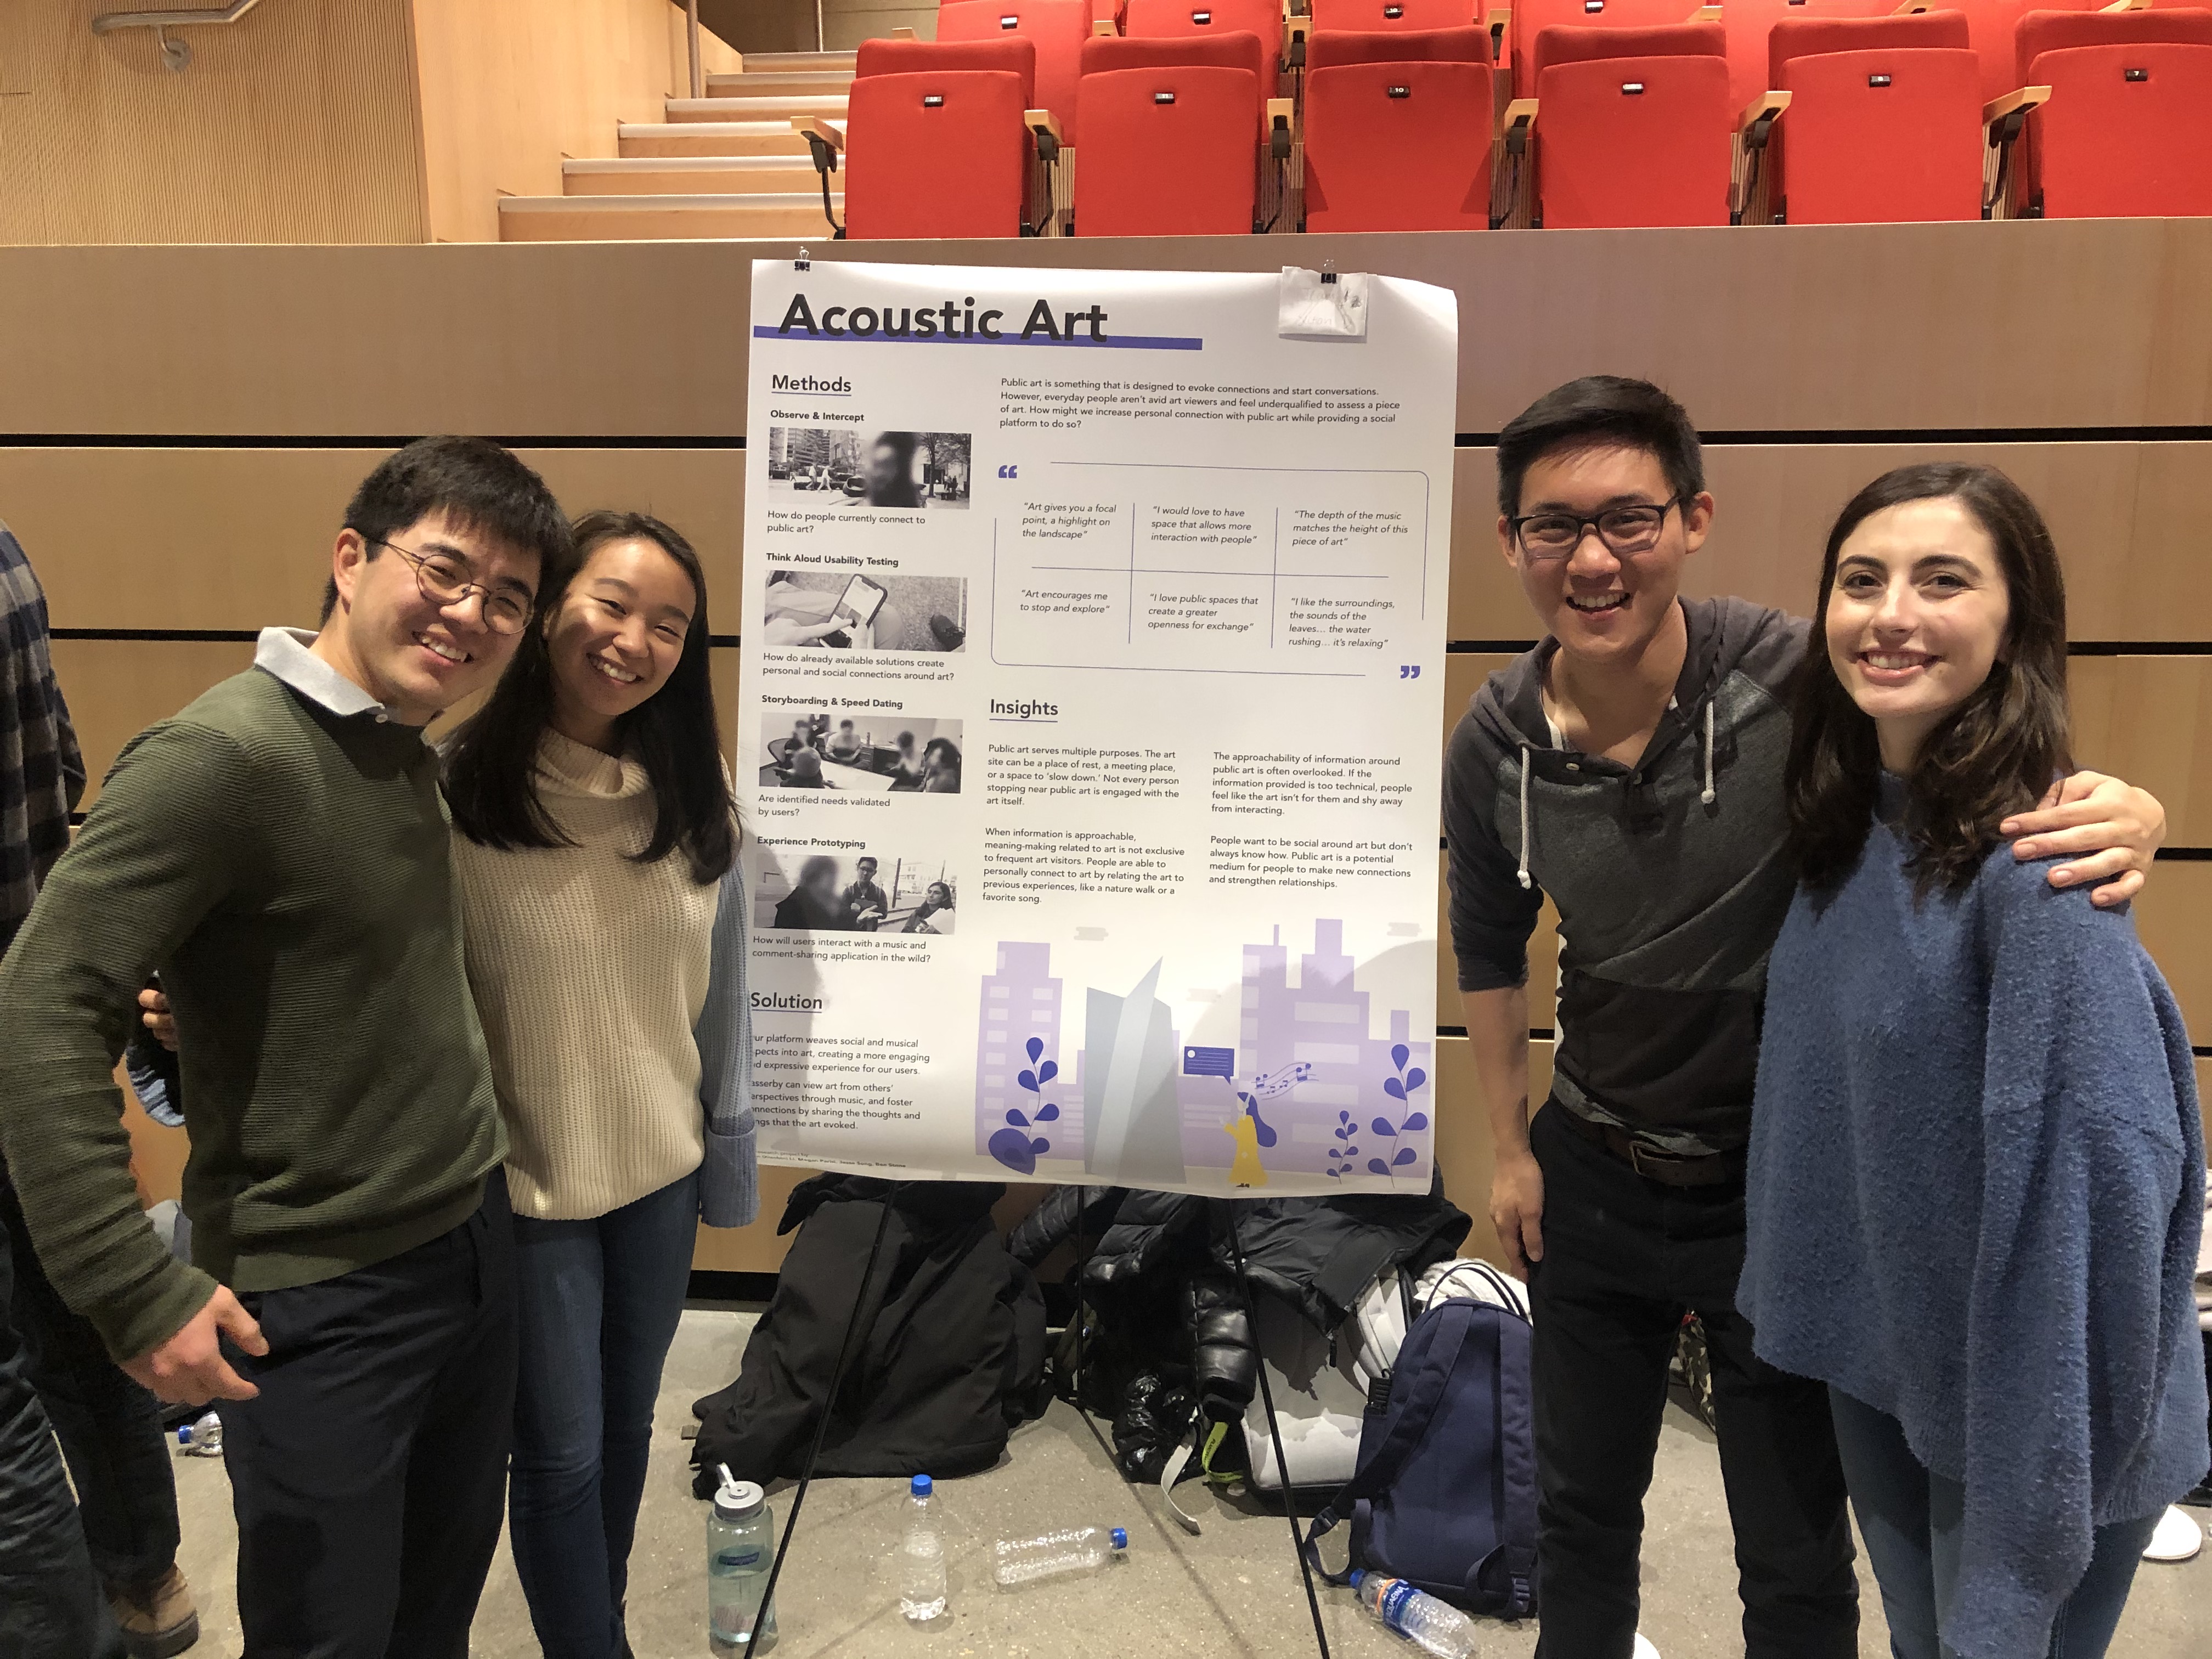 Acoustic Art
Methods
Observe & Intercept
How do people currently connect to
public art?
Think Aloud Usability Testing
How do already available solutions create
personal and social connections around art?
Storyboarding & Speed Dating
Are identified needs validated
by users?
Experience Prototyping
How will users interact with a music and
comment-sharing application in the wild?
Solution
platform weaves social and musical
into art, creating a more engaging
expressive experience for our users.
can view art from others'
through music, and foster
by sharing the thoughts and
that the art evoked.
Public art is something that is designed to evoke connections and start conversations.
However, everyday people aren't avid art viewers and feel underqualified to assess a piece
of art. How might we increase personal connection with public art while providing a social
platform to do so?
“
"Art gives you a focal
point, a highlight on
the landscape"
"I would love to have
space that allows more
interaction with people"
"The depth of the music
matches the height of this
piece of art"
"Art encourages me
to stop and explore"
"I love public spaces that
create a greater
openness for exchange"
"I like the surroundings,
the sounds of the
leaves... the water
rushing... it's relaxing"
”
Insights
Public art serves multiple purposes. The art
site can be a place of rest, a meeting place,
or a space to 'slow down.' Not every person
stopping near public art is engaged with the
art itself.
When information is approachable,
meaning-making related to art is not exclusive
to frequent art visitors. People are able to
personally connect to art by relating the art to
previous experiences, like a nature walk or a
favorite song.
The approachability of information around
public art is often overlooked. If the
information provided is too technical, people
feel like the art isn't for them and shy away
from interacting.
People want to be social around art but don't
always know how. Public art is a potential
medium for people to make new connections
and strengthen relationships.
10
7